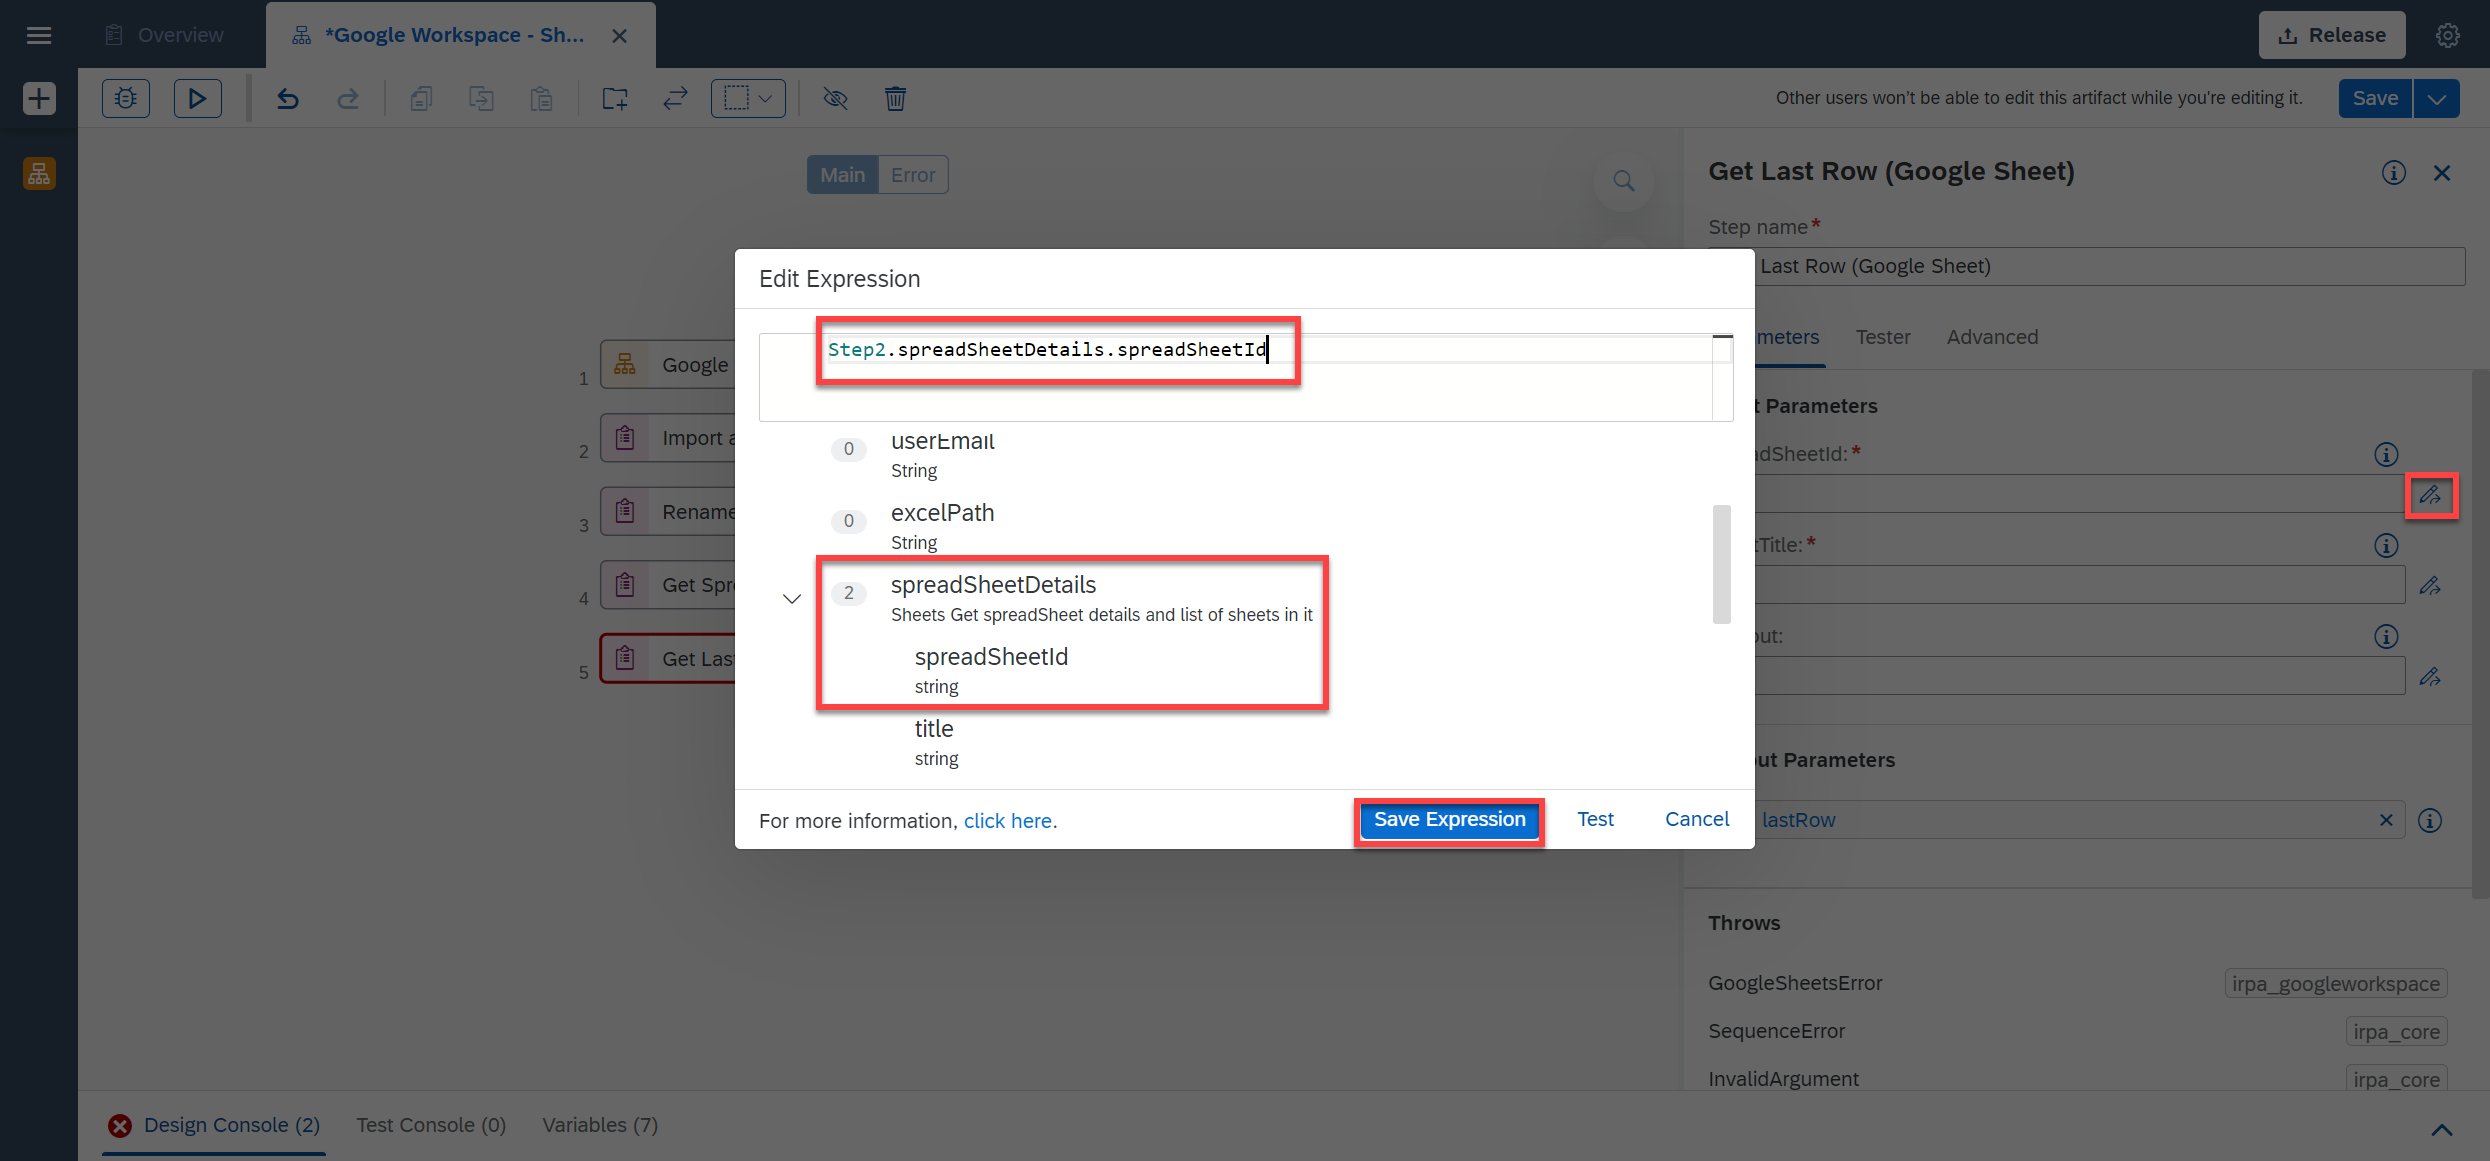 Overview
*Google Workspace - Sh...
Release
Other users won't be able to edit this artifact while you're editing it.
Save
Main
Error
Get Last Row (Google Sheet)
Step name*
Last Row (Google Sheet)
meters
Tester
Advanced
t Parameters
adSheetId:*
tTitle:*
out:
out Parameters
lastRow
Throws
GoogleSheetsError
irpa_googleworkspace
SequenceError
irpa_core
InvalidArgument
irpa_core
1
Google
2
Import a
3
Rename
4
Get Spr
5
Get Las
Edit Expression
Step2.spreadSheetDetails.spreadSheetId
0
userEmail
String
0
excelPath
String
2
spreadSheetDetails
Sheets Get spreadSheet details and list of sheets in it
spreadSheetId
string
title
string
For more information, click here.
Save Expression
Test
Cancel
Design Console (2)
Test Console (0)
Variables (7)